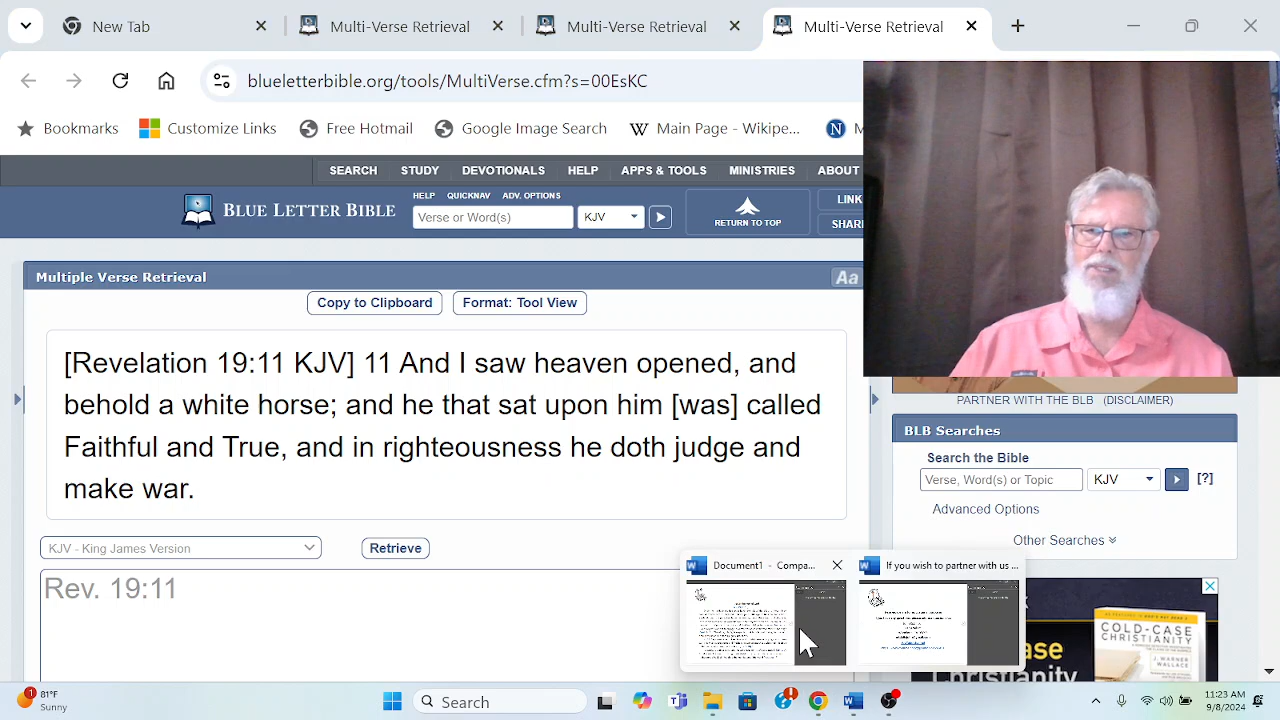 New Tab
Multi-Verse Retrieval
Multi-Verse Retrieval
Multi-Verse Retrieval
blueletterbible.org/tools/MultiVerse.cfm?s=00EsKC
Bookmarks
Customize Links
Free Hotmail
Google Image Search
W Main Page - Wikipe...
N M
SEARCH STUDY DEVOTIONALS HELP APPS & TOOLS MINISTRIES ABOUT
HELP QUICKNAV ADV. OPTIONS
BLUE LETTER BIBLE
Verse or Word(s)
KJV
RETURN TO TOP
LINK
SHAR
Multiple Verse Retrieval
Aa
Copy to Clipboard
Format: Tool View
[Revelation 19:11 KJV] 11 And I saw heaven opened, and
behold a white horse; and he that sat upon him [was] called
Faithful and True, and in righteousness he doth judge and
make war.
KJV - King James Version
Retrieve
Rev. 19:11
PARTNER WITH THE BLB (DISCLAIMER)
BLB Searches
Search the Bible
Verse, Word(s) or Topic
KJV
[?]
Advanced Options
Other Searches
Document1 - Compa...
If you wish to partner with us ...
COLD-CASE
CHRISTIANITY
J. WARNER
WALLACE
ase
Christianity
1
81°F
Sunny
Search
11:23 AM
9/8/2024